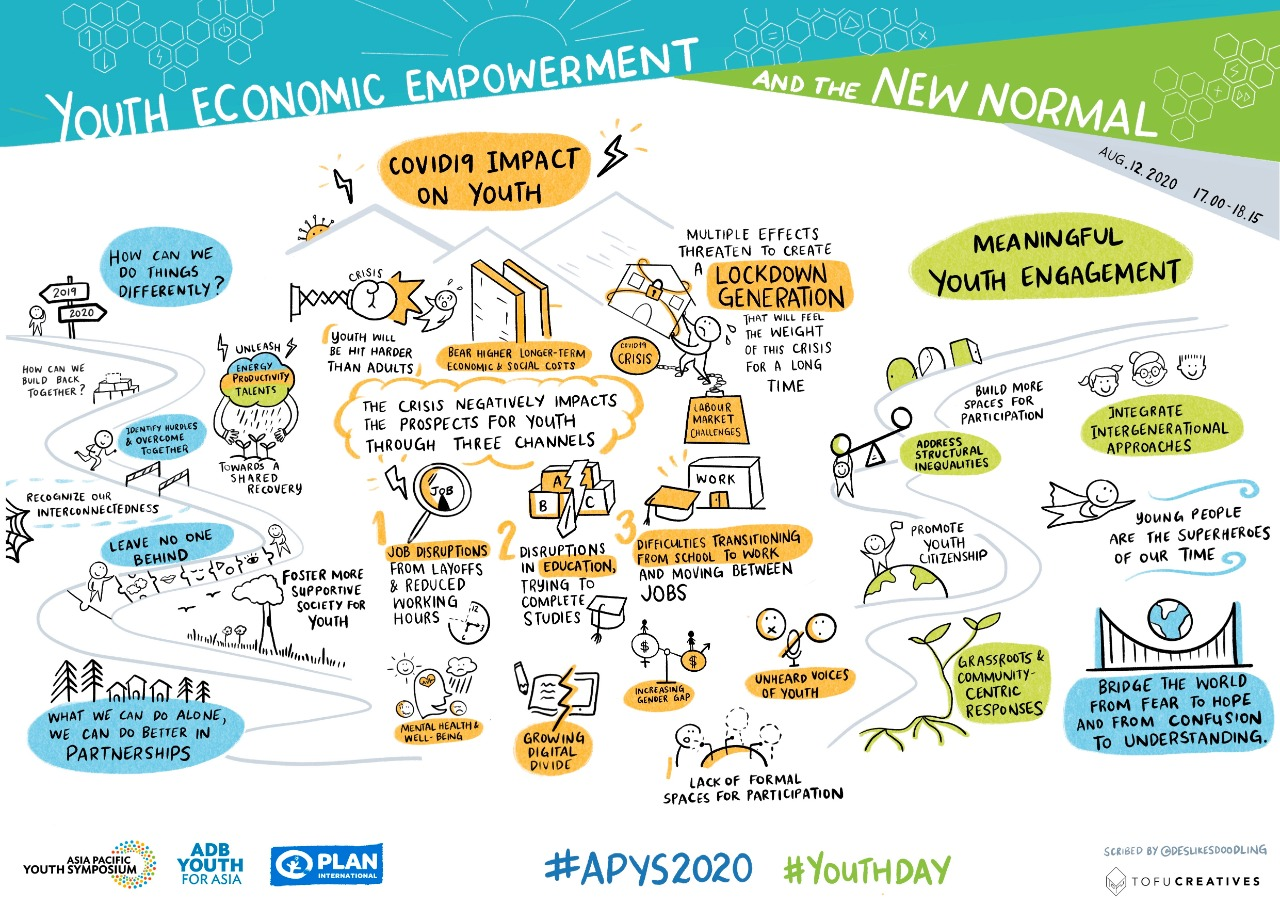 YOUTH ECONOMIC EMPOWERMENT
AND THE NEW NORMAL
AUG. 12. 2020 17.00-18.15
COVID19 IMPACT
ON YOUTH
HOW CAN WE
DO THINGS
DIFFERENTLY?
2019
2020
HOW CAN WE
BUILD BACK
TOGETHER?
UNLEASH
ENERGY
PRODUCTIVITY
TALENTS
TOWARDS A
SHARED
RECOVERY
IDENTIFY HURDLES
& OVERCOME
TOGETHER
RECOGNIZE OUR
INTERCONNECTEDNESS
LEAVE NO ONE
BEHIND
FOSTER MORE
SUPPORTIVE
SOCIETY FOR
YOUTH
WHAT WE CAN DO ALONE,
WE CAN DO BETTER IN
PARTNERSHIPS
CRISIS
YOUTH WILL
BE HIT HARDER
THAN ADULTS
BEAR HIGHER LONGER-TERM
ECONOMIC & SOCIAL COSTS
MULTIPLE EFFECTS
THREATEN TO CREATE
A LOCKDOWN
GENERATION
THAT WILL FEEL
THE WEIGHT
OF THIS CRISIS
FOR A LONG
TIME
COVID19
CRISIS
LABOUR
MARKET
CHALLENGES
THE CRISIS NEGATIVELY IMPACTS
THE PROSPECTS FOR YOUTH
THROUGH THREE CHANNELS
JOB
1 JOB DISRUPTIONS
FROM LAYOFFS
& REDUCED
WORKING
HOURS
12
3
6
9
A
B
C
2 DISRUPTIONS
IN EDUCATION,
TRYING TO
COMPLETE
STUDIES
WORK
3 DIFFICULTIES TRANSITIONING
FROM SCHOOL TO WORK
AND MOVING BETWEEN
JOBS
MENTAL HEALTH &
WELL-BEING
GROWING
DIGITAL
DIVIDE
$ $
♀ ♂
INCREASING
GENDER GAP
UNHEARD VOICES
OF YOUTH
LACK OF FORMAL
SPACES FOR PARTICIPATION
MEANINGFUL
YOUTH ENGAGEMENT
BUILD MORE
SPACES FOR
PARTICIPATION
INTEGRATE
INTERGENERATIONAL
APPROACHES
ADDRESS
STRUCTURAL
INEQUALITIES
YOUNG PEOPLE
ARE THE SUPERHEROES
OF OUR TIME
PROMOTE
YOUTH
CITIZENSHIP
GRASSROOTS &
COMMUNITY-
CENTRIC
RESPONSES
BRIDGE THE WORLD
FROM FEAR TO HOPE
AND FROM CONFUSION
TO UNDERSTANDING.
ASIA PACIFIC
YOUTH SYMPOSIUM
ADB
YOUTH
FOR ASIA
PLAN
INTERNATIONAL
#APYS2020 #YOUTHDAY
SCRIBED BY @DESLIKESDOODLING
TOFUCREATIVES